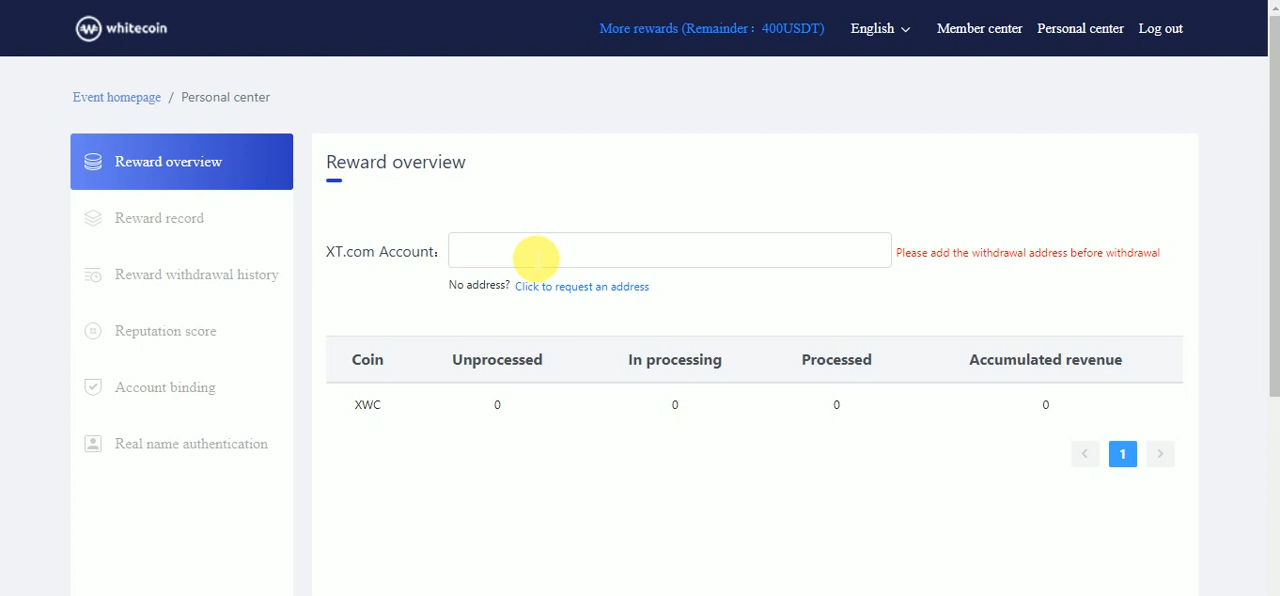 whitecoin
More rewards (Remainder : 400USDT)
English
Member center
Personal center
Log out
Event homepage / Personal center
Reward overview
Reward record
Reward withdrawal history
Reputation score
Account binding
Real name authentication
Reward overview
XT.com Account:
Please add the withdrawal address before withdrawal
No address? Click to request an address
Coin Unprocessed In processing Processed Accumulated revenue
XWC 0 0 0 0
< 1 >